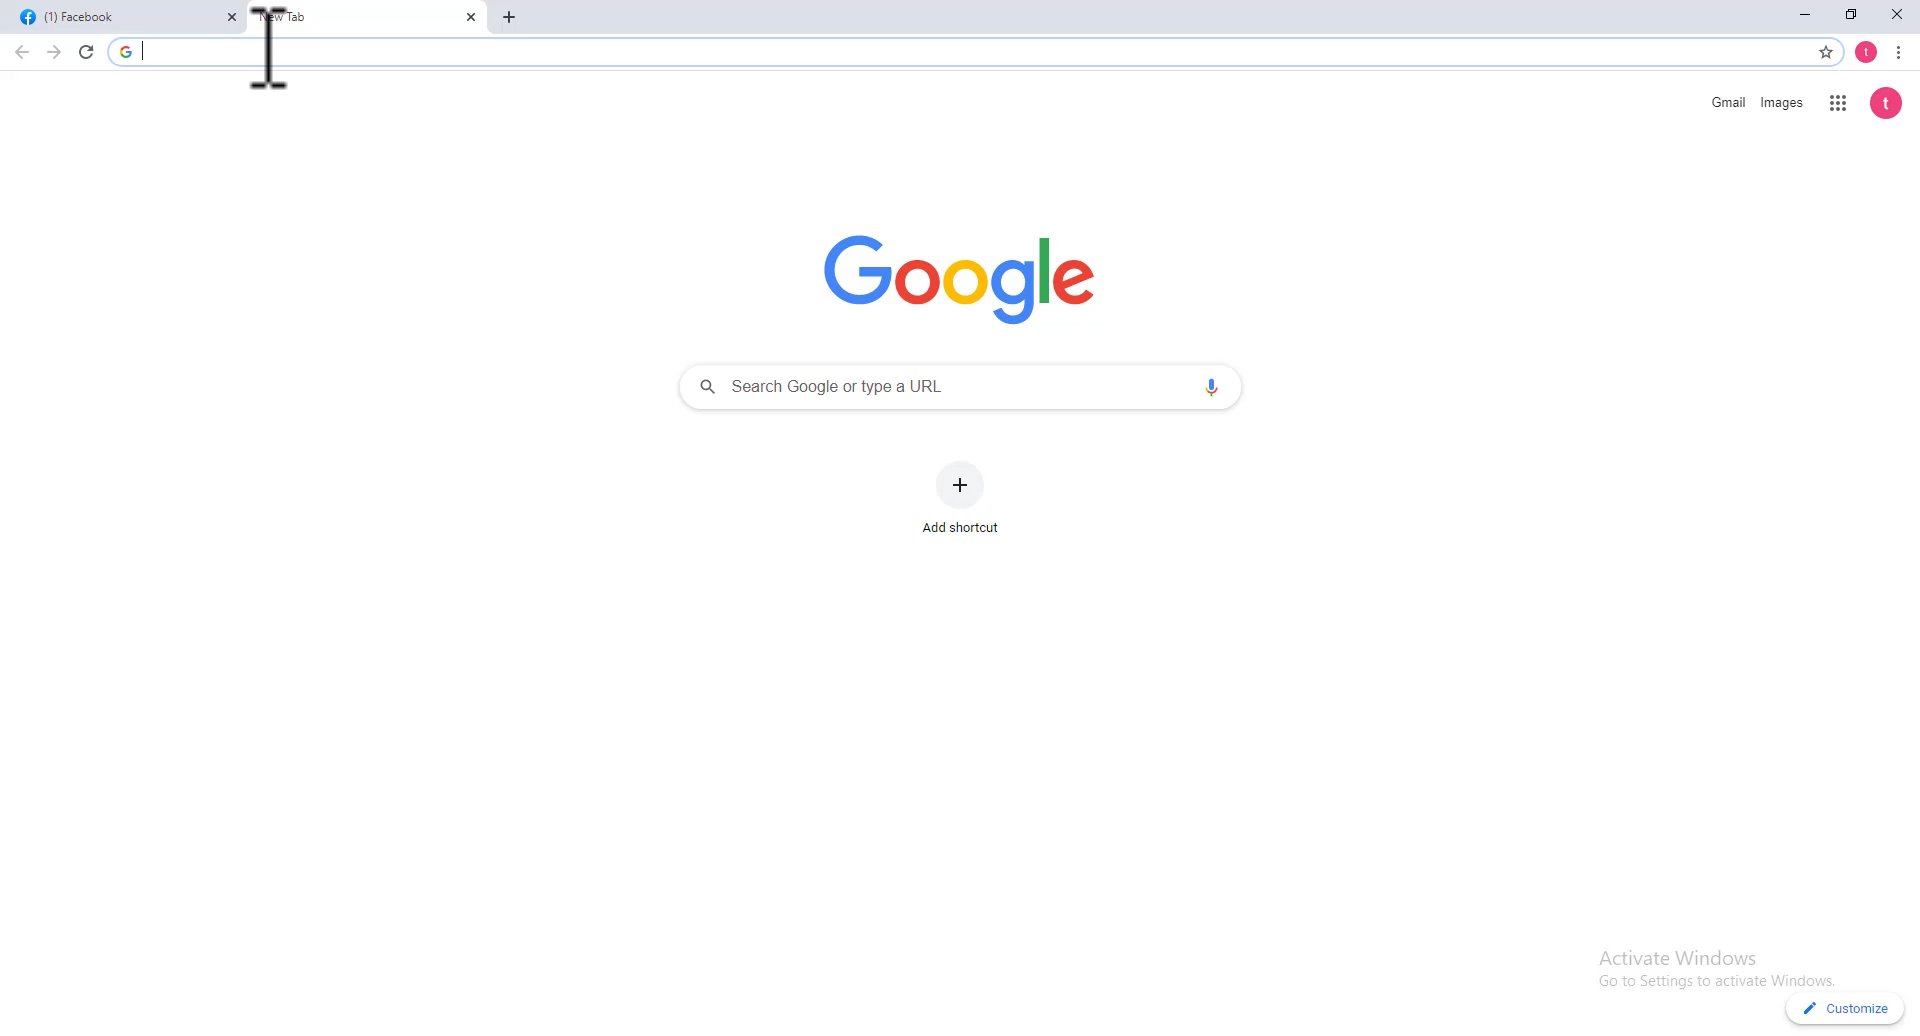 (1) Facebook
New Tab
Gmail Images
t
t
Google
Search Google or type a URL
Add shortcut
Activate Windows
Go to Settings to activate Windows.
Customize